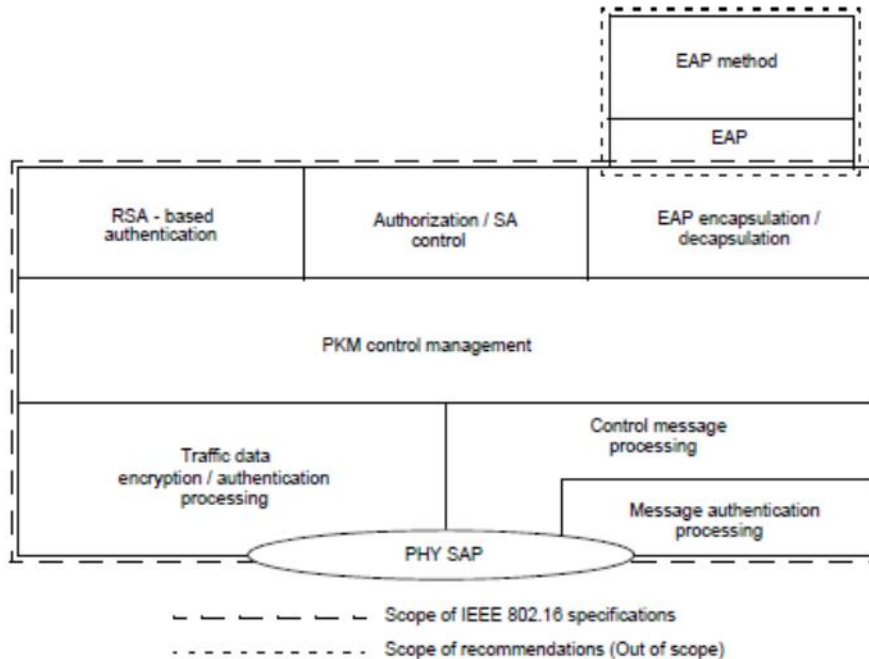 EAP method
EAP
RSA - based
authentication
Authorization / SA
control
EAP encapsulation /
decapsulation
PKM control management
Traffic data
encryption / authentication
processing
Control message
processing
Message authentication
processing
PHY SAP
Scope of IEEE 802.16 specifications
Scope of recommendations (Out of scope)